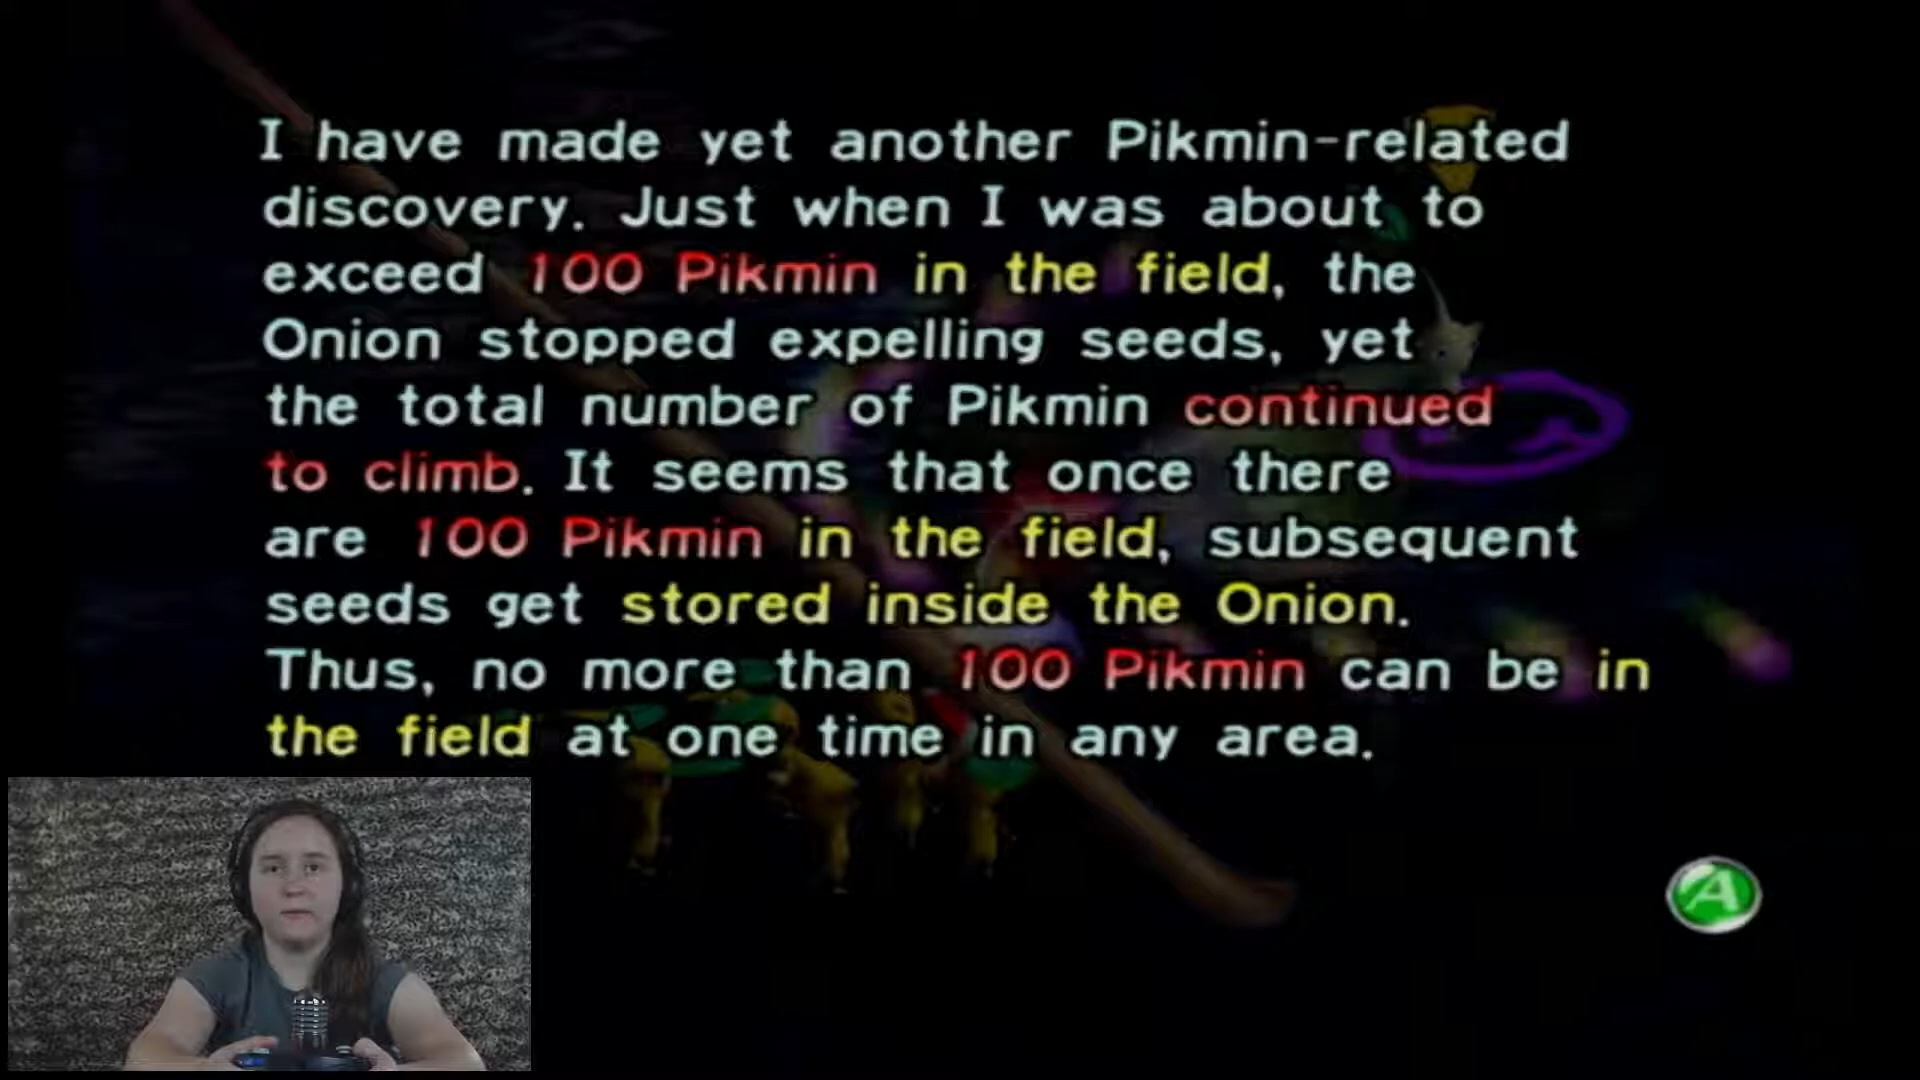 I have made yet another Pikmin-related
discovery. Just when I was about to
exceed 100 Pikmin in the field, the
Onion stopped expelling seeds, yet
the total number of Pikmin continued
to climb. It seems that once there
are 100 Pikmin in the field, subsequent
seeds get stored inside the Onion.
Thus, no more than 100 Pikmin can be in
the field at one time in any area.
A